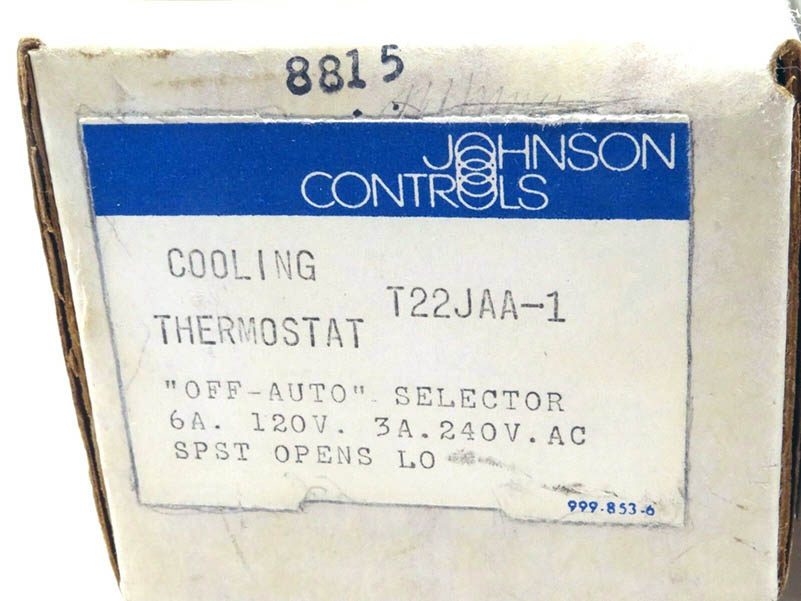 8815
JOHNSON
CONTROLS
COOLING
THERMOSTAT T22JAA-1
"OFF-AUTO" SELECTOR
6A. 120V. 3A.240V.AC
SPST OPENS LO
999-853-6